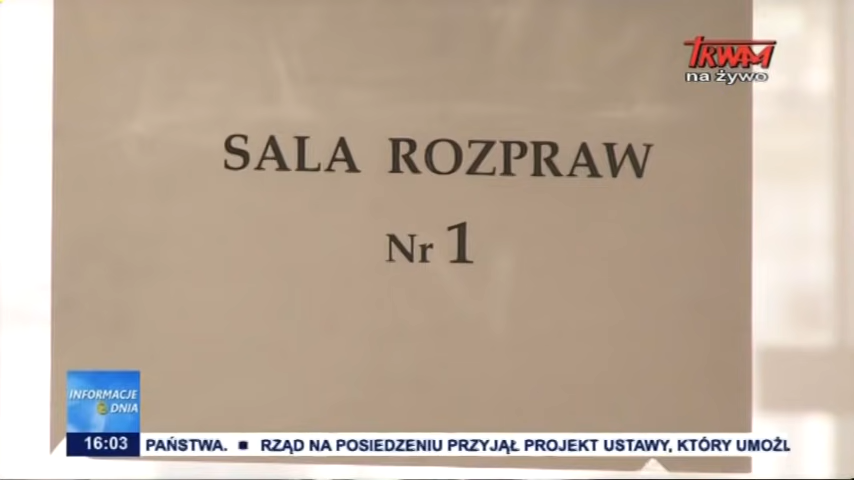 TRWAM
na żywo
SALA ROZPRAW
Nr 1
INFORMACJE
DNIA
16:03 PAŃSTWA. ■ RZĄD NA POSIEDZENIU PRZYJĄŁ PROJEKT USTAWY, KTÓRY UMOŻL